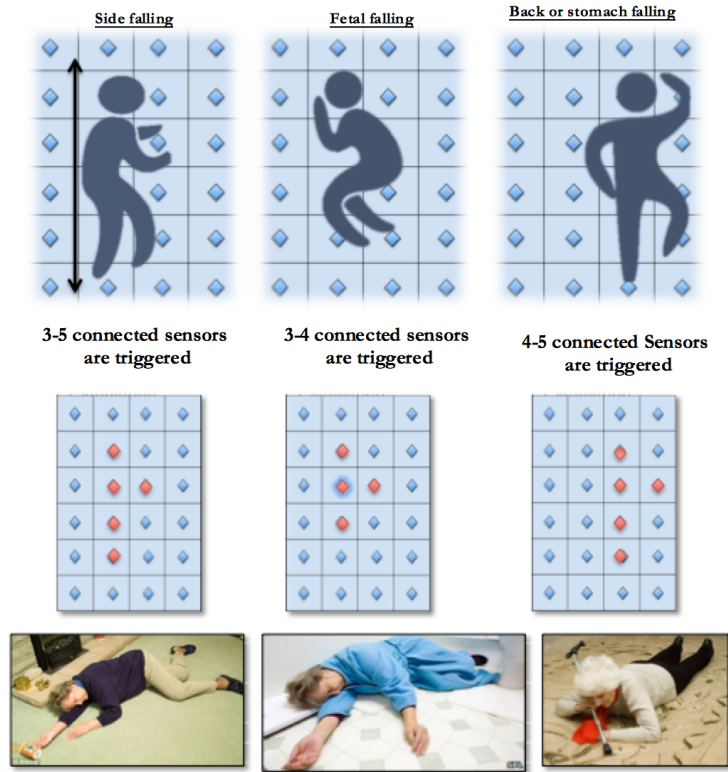 Side falling
Fetal falling
Back or stomach falling
3-5 connected sensors
are triggered
3-4 connected sensors
are triggered
4-5 connected Sensors
are triggered
SPL